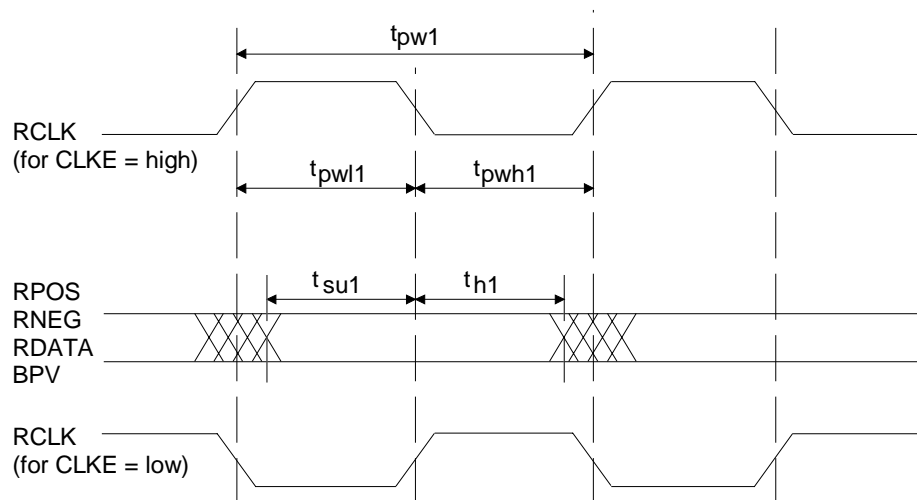 tpw1
RCLK
(for CLKE = high)
tpwl1
tpwh1
tsu1
th1
RPOS
RNEG
RDATA
BPV
RCLK
(for CLKE = low)